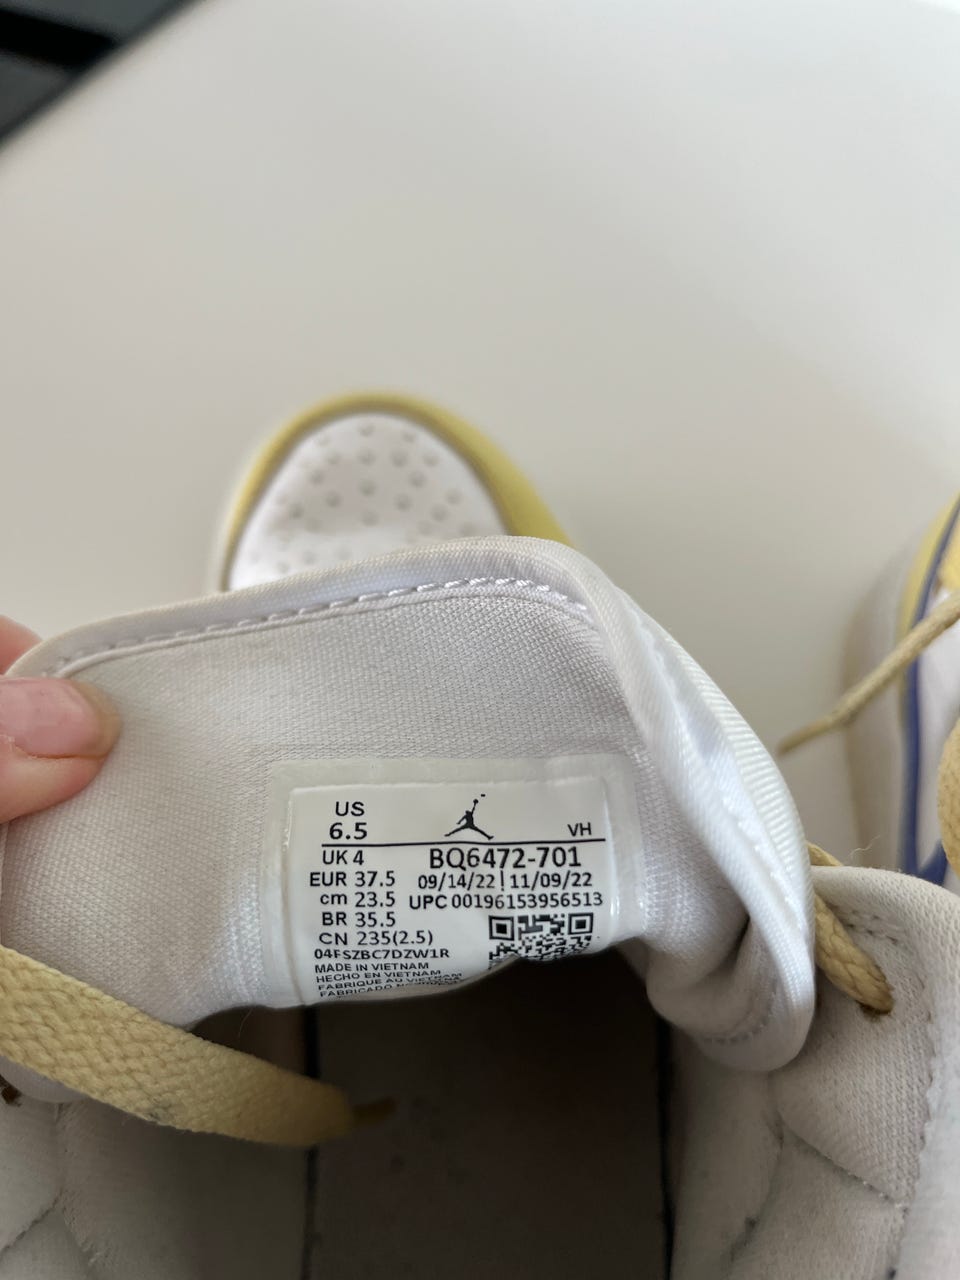 US
6.5
VH
UK 4
BQ6472-701
EUR 37.5
09/14/22 | 11/09/22
cm 23.5
UPC 00196153956513
BR 35.5
CN 235(2.5)
04FSZBC7DZW1R
MADE IN VIETNAM
HECHO EN VIETNAM
FABRIQUE AU VIETNAM
FABRICADO